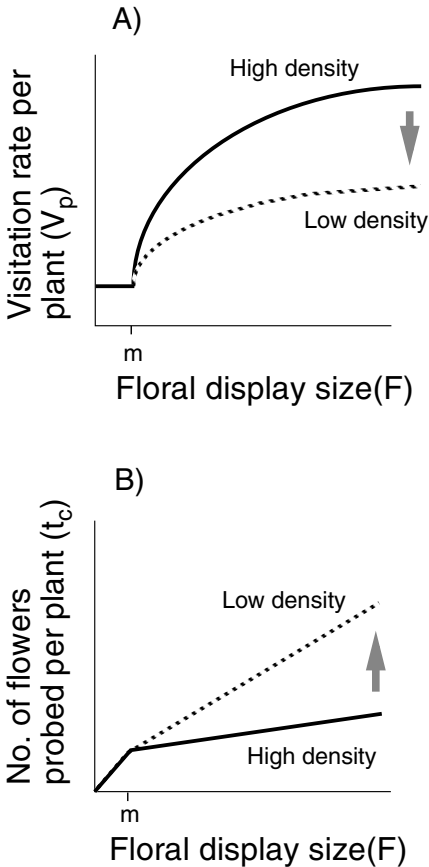 A)
Visitation rate per
plant (Vp)
High density
Low density
m
Floral display size(F)
B)
No. of flowers
probed per plant (tc)
Low density
High density
m
Floral display size(F)